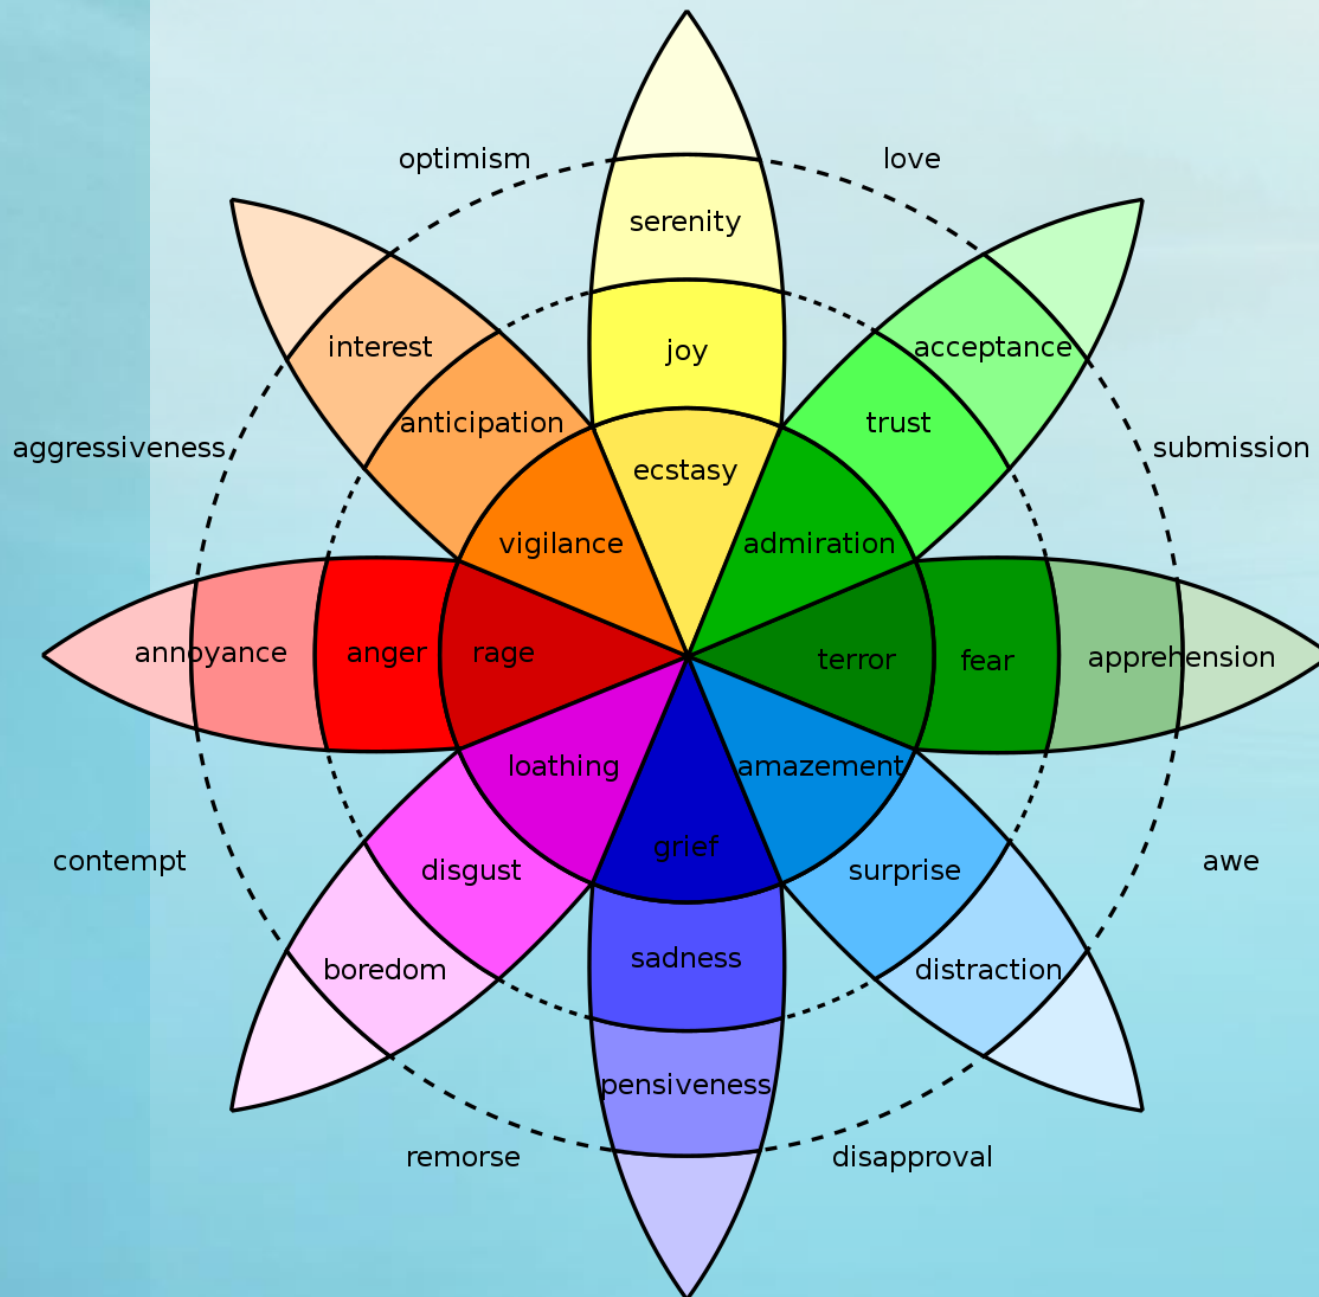 optimism
love
serenity
interest
joy
acceptance
anticipation
trust
aggressiveness
submission
ecstasy
vigilance
admiration
annoyance
anger
rage
terror
fear
apprehension
loathing
amazement
grief
contempt
awe
disgust
surprise
sadness
boredom
distraction
pensiveness
remorse
disapproval